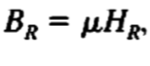 B_R = μH_R,